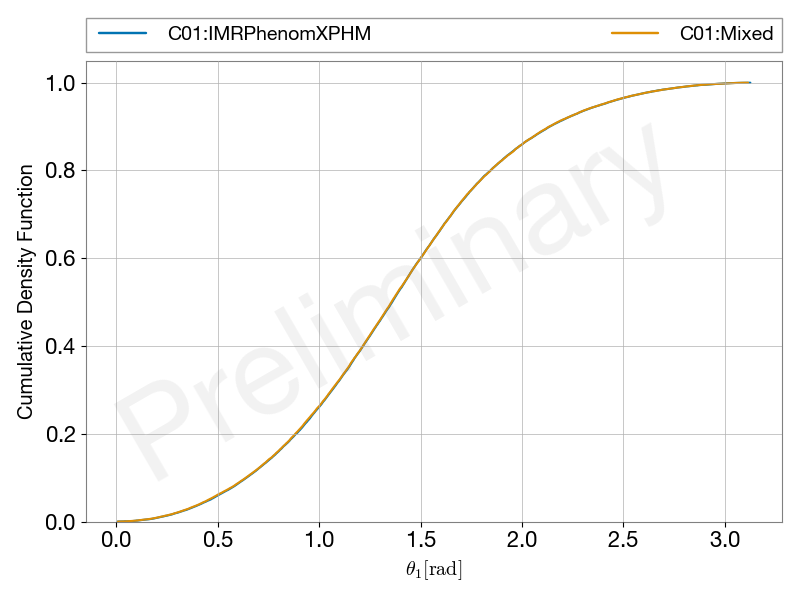 C01:IMRPhenomXPHM C01:Mixed
Cumulative Density Function
1.0
0.8
0.6
0.4
0.2
0.0
Preliminary
0.0 0.5 1.0 1.5 2.0 2.5 3.0
θ₁[rad]